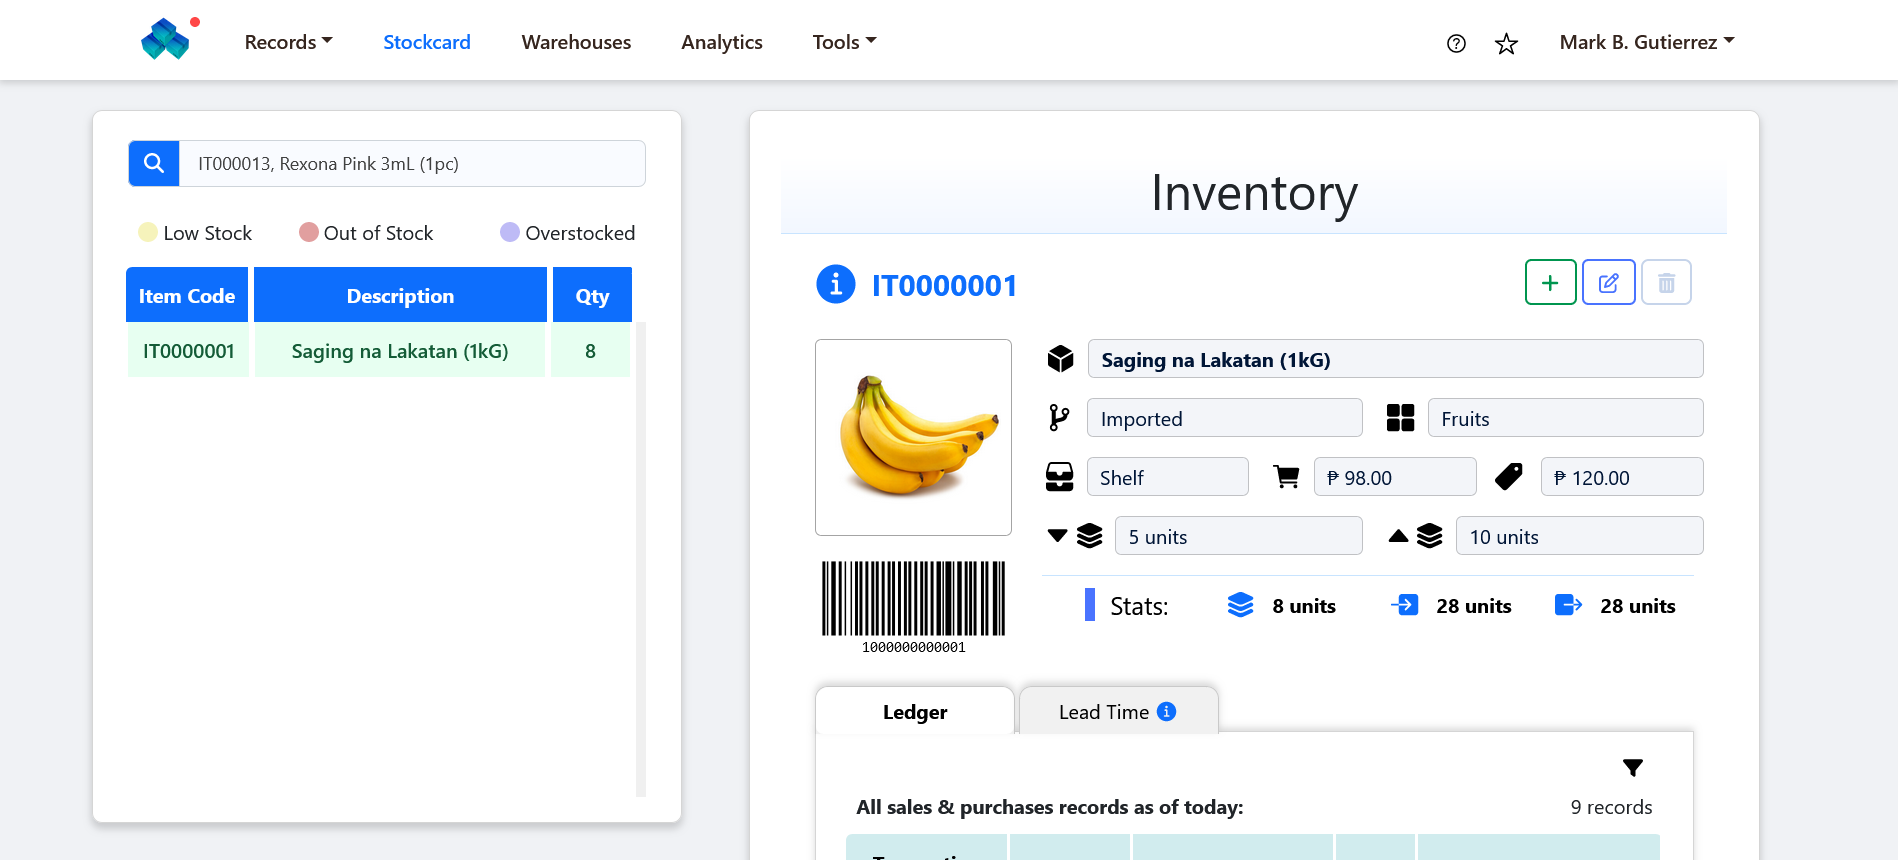 Records
Stockcard
Warehouses
Analytics
Tools
Mark B. Gutierrez
IT000013, Rexona Pink 3mL (1pc)
Low Stock
Out of Stock
Overstocked
Item Code
Description
Qty
IT0000001
Saging na Lakatan (1kG)
8
Inventory
IT0000001
Saging na Lakatan (1kG)
Imported
Fruits
Shelf
₱ 98.00
₱ 120.00
5 units
10 units
Stats:
8 units
28 units
28 units
1000000000001
Ledger
Lead Time
All sales & purchases records as of today:
9 records